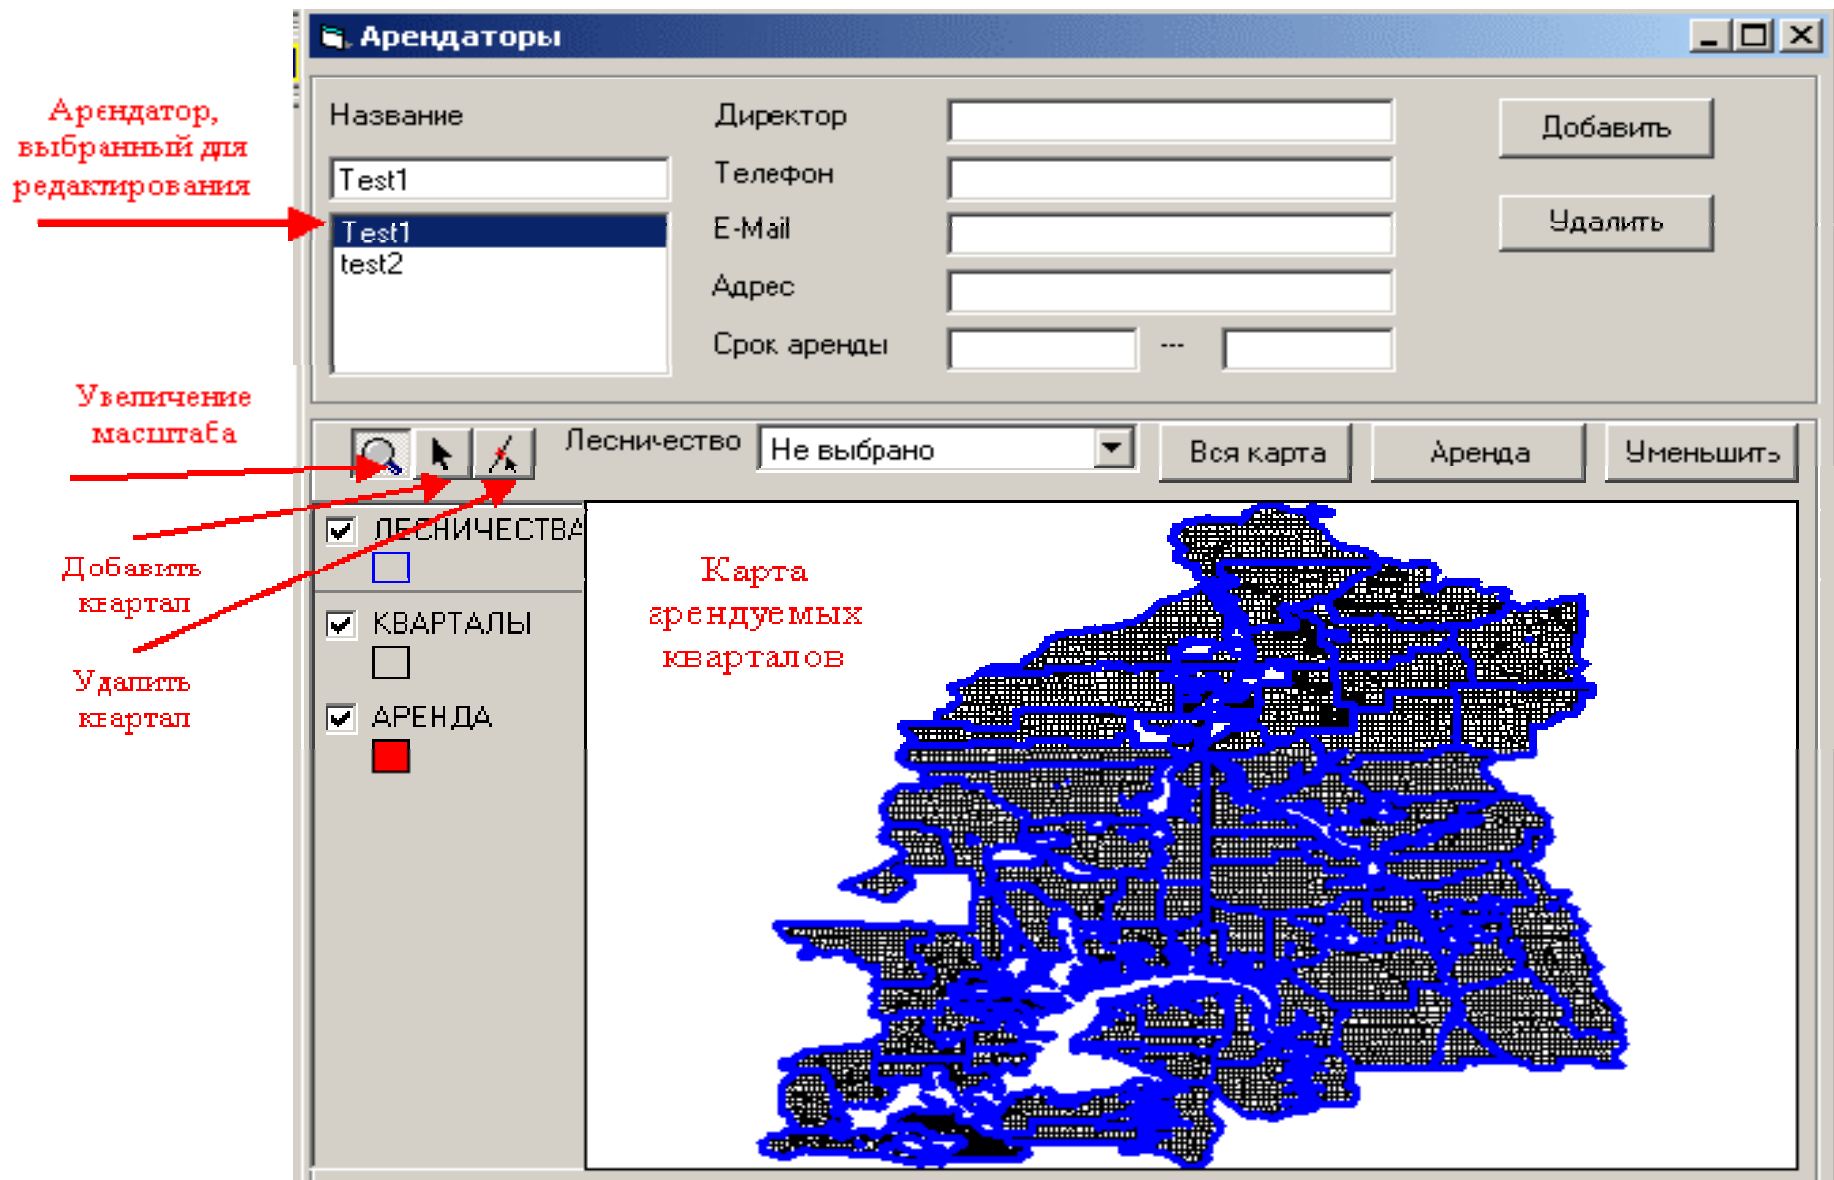 Арендаторы
Арендатор,
выбранный для
редактирования
Название
Test1
Test1
test2
Директор
Телефон
E-Mail
Адрес
Срок аренды
---
Добавить
Удалить
Увеличение
масштаба
Добавить
квартал
Удалить
квартал
Лесничество
Не выбрано
Вся карта
Аренда
Уменьшить
ЛЕСНИЧЕСТВА
КВАРТАЛЫ
АРЕНДА
Карта
арендуемых
кварталов